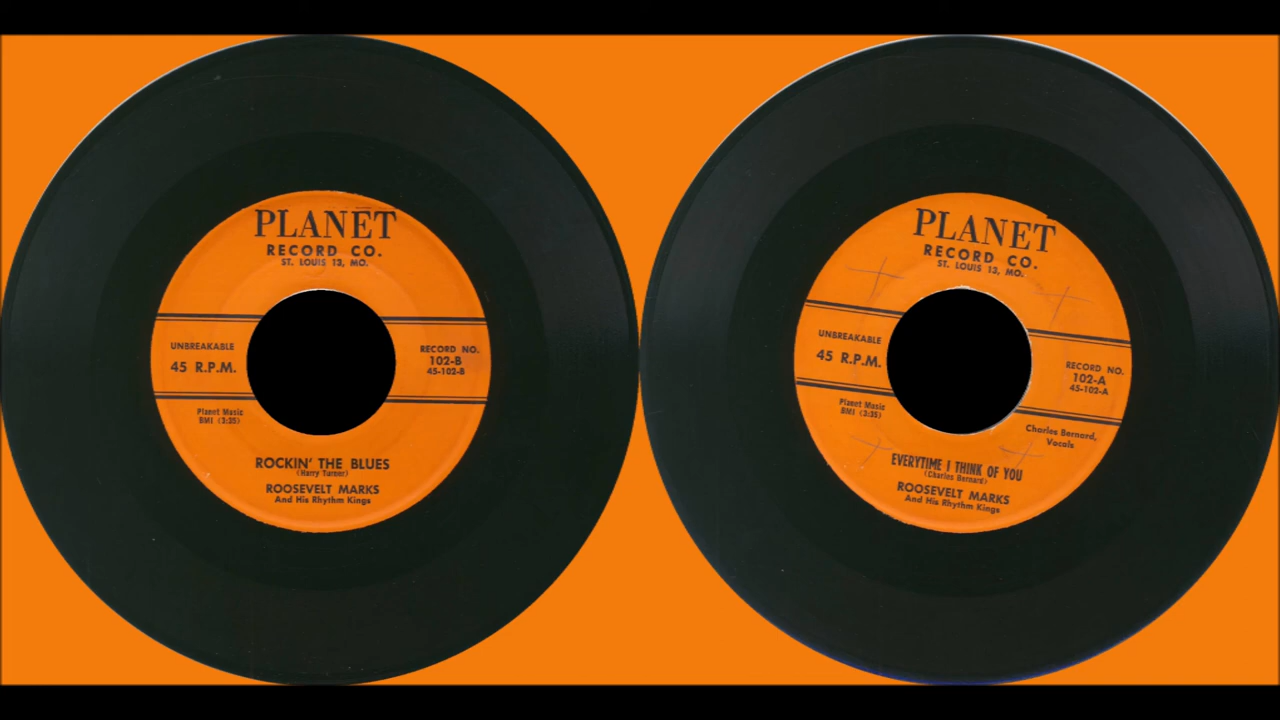 PLANET
RECORD CO.
ST. LOUIS 13, MO.
UNBREAKABLE
45 R.P.M.
RECORD NO.
102-B
45-102-B
Planet Music
BMI (2:35)
ROCKIN' THE BLUES
(Harry Turner)
ROOSEVELT MARKS
And His Rhythm Kings
PLANET
RECORD CO.
ST. LOUIS 13, MO.
UNBREAKABLE
45 R.P.M.
RECORD NO.
102-A
45-102-A
Planet Music
BMI (2:35)
Charles Bernard,
Vocals
EVERYTIME I THINK OF YOU
(Charles Bernard)
ROOSEVELT MARKS
And His Rhythm Kings